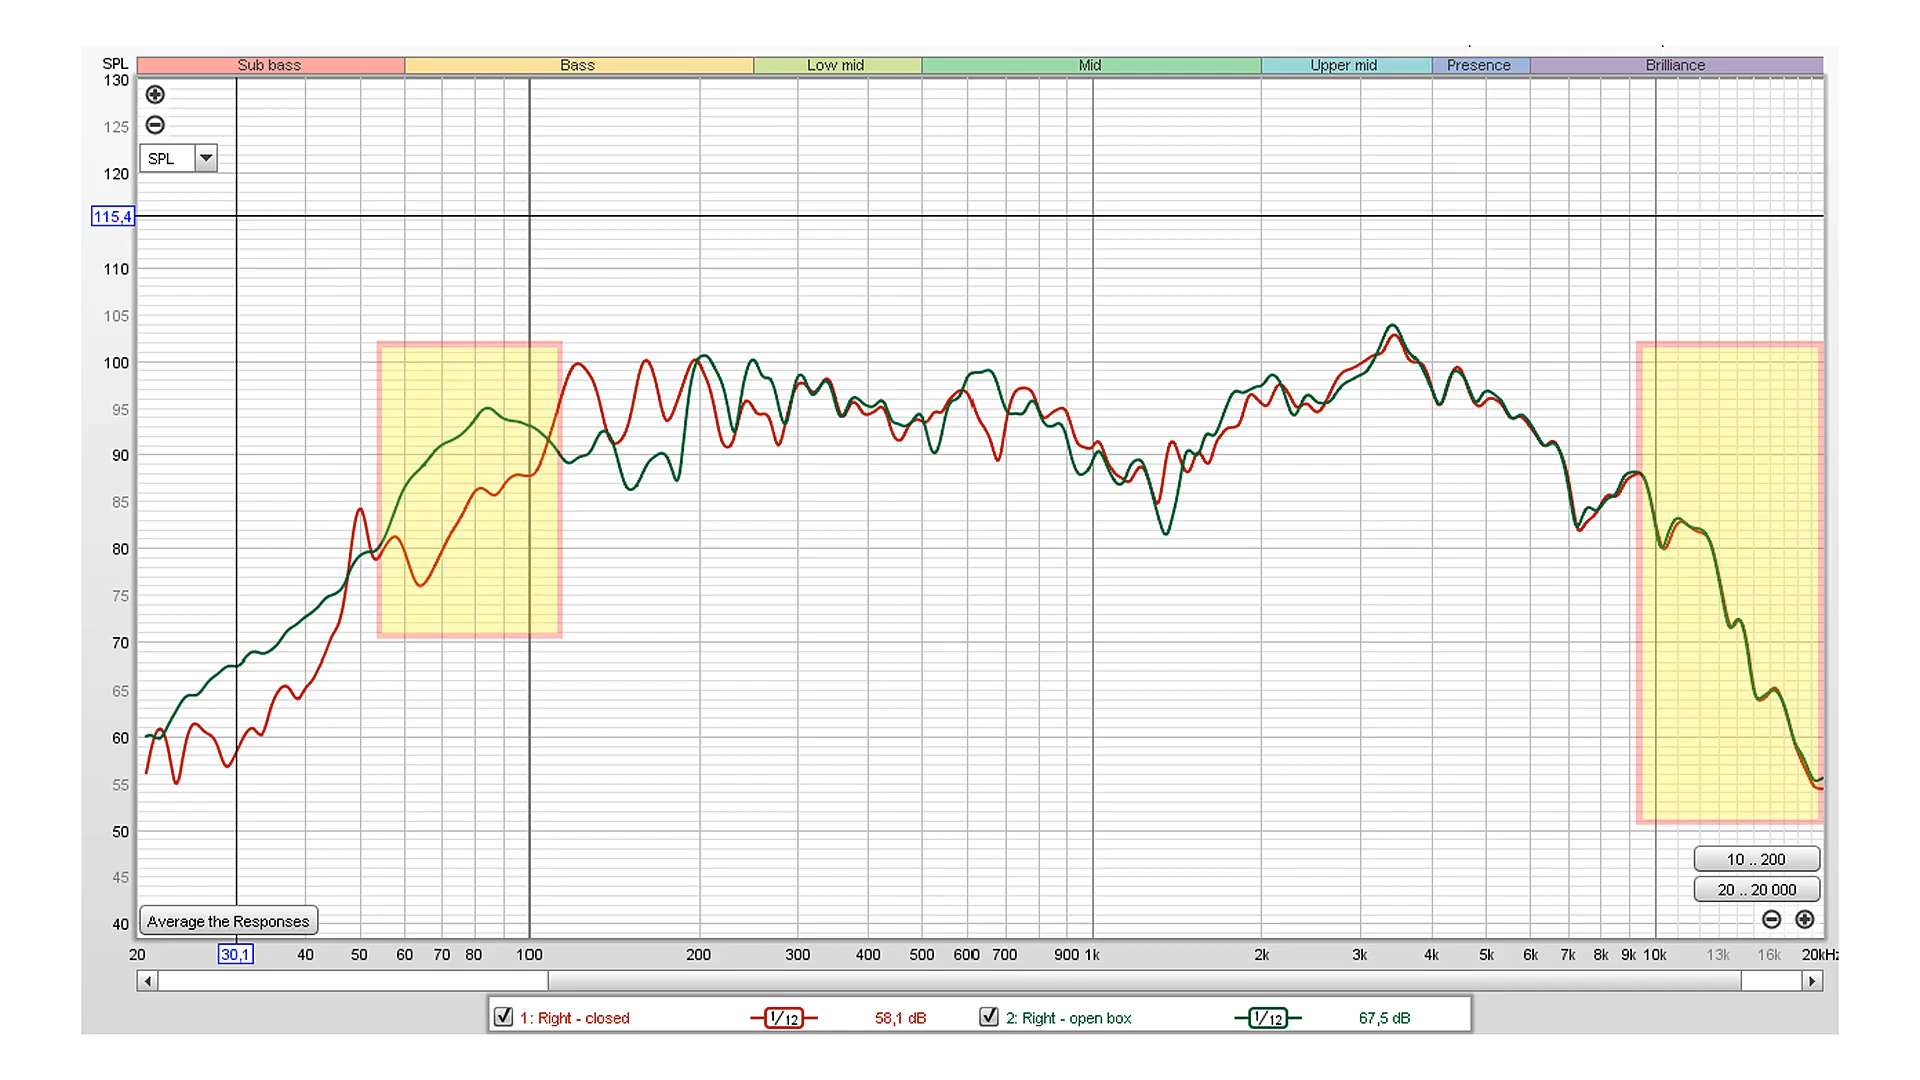 SPL Sub bass Bass Low mid Mid Upper mid Presence Brilliance
130
125
SPL
120
115,4
110
105
100
95
90
85
80
75
70
65
60
55
50
10 .. 200
45
20 .. 20 000
Average the Responses
40
20 30,1 40 50 60 70 80 100 200 300 400 500 600 700 900 1k 2k 3k 4k 5k 6k 7k 8k 9k 10k 13k 16k 20kHz
1: Right - closed 1/12 58,1 dB 2: Right - open box 1/12 67,5 dB